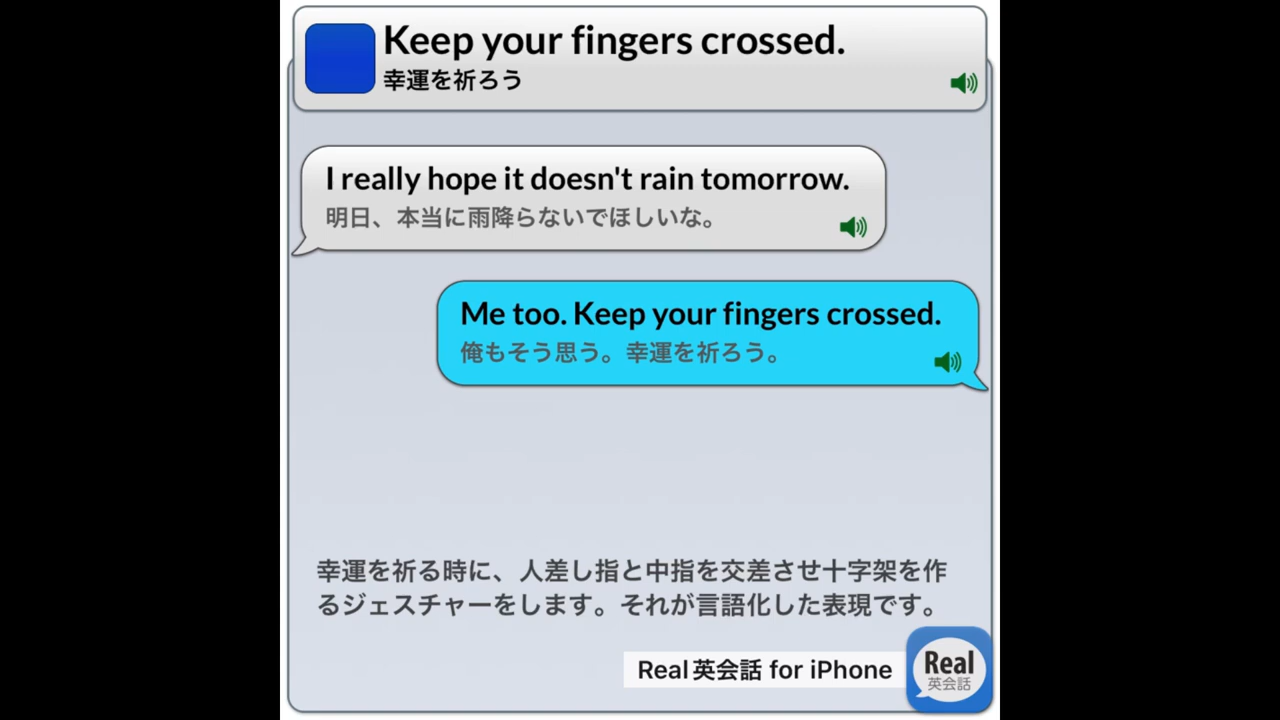 Keep your fingers crossed.
幸運を祈ろう
I really hope it doesn't rain tomorrow.
明日、本当に雨降らないでほしいな。
Me too. Keep your fingers crossed.
俺もそう思う。幸運を祈ろう。
幸運を祈る時に、人差し指と中指を交差させ十字架を作
るジェスチャーをします。それが言語化した表現です。
Real英会話 for iPhone
Real
英会話